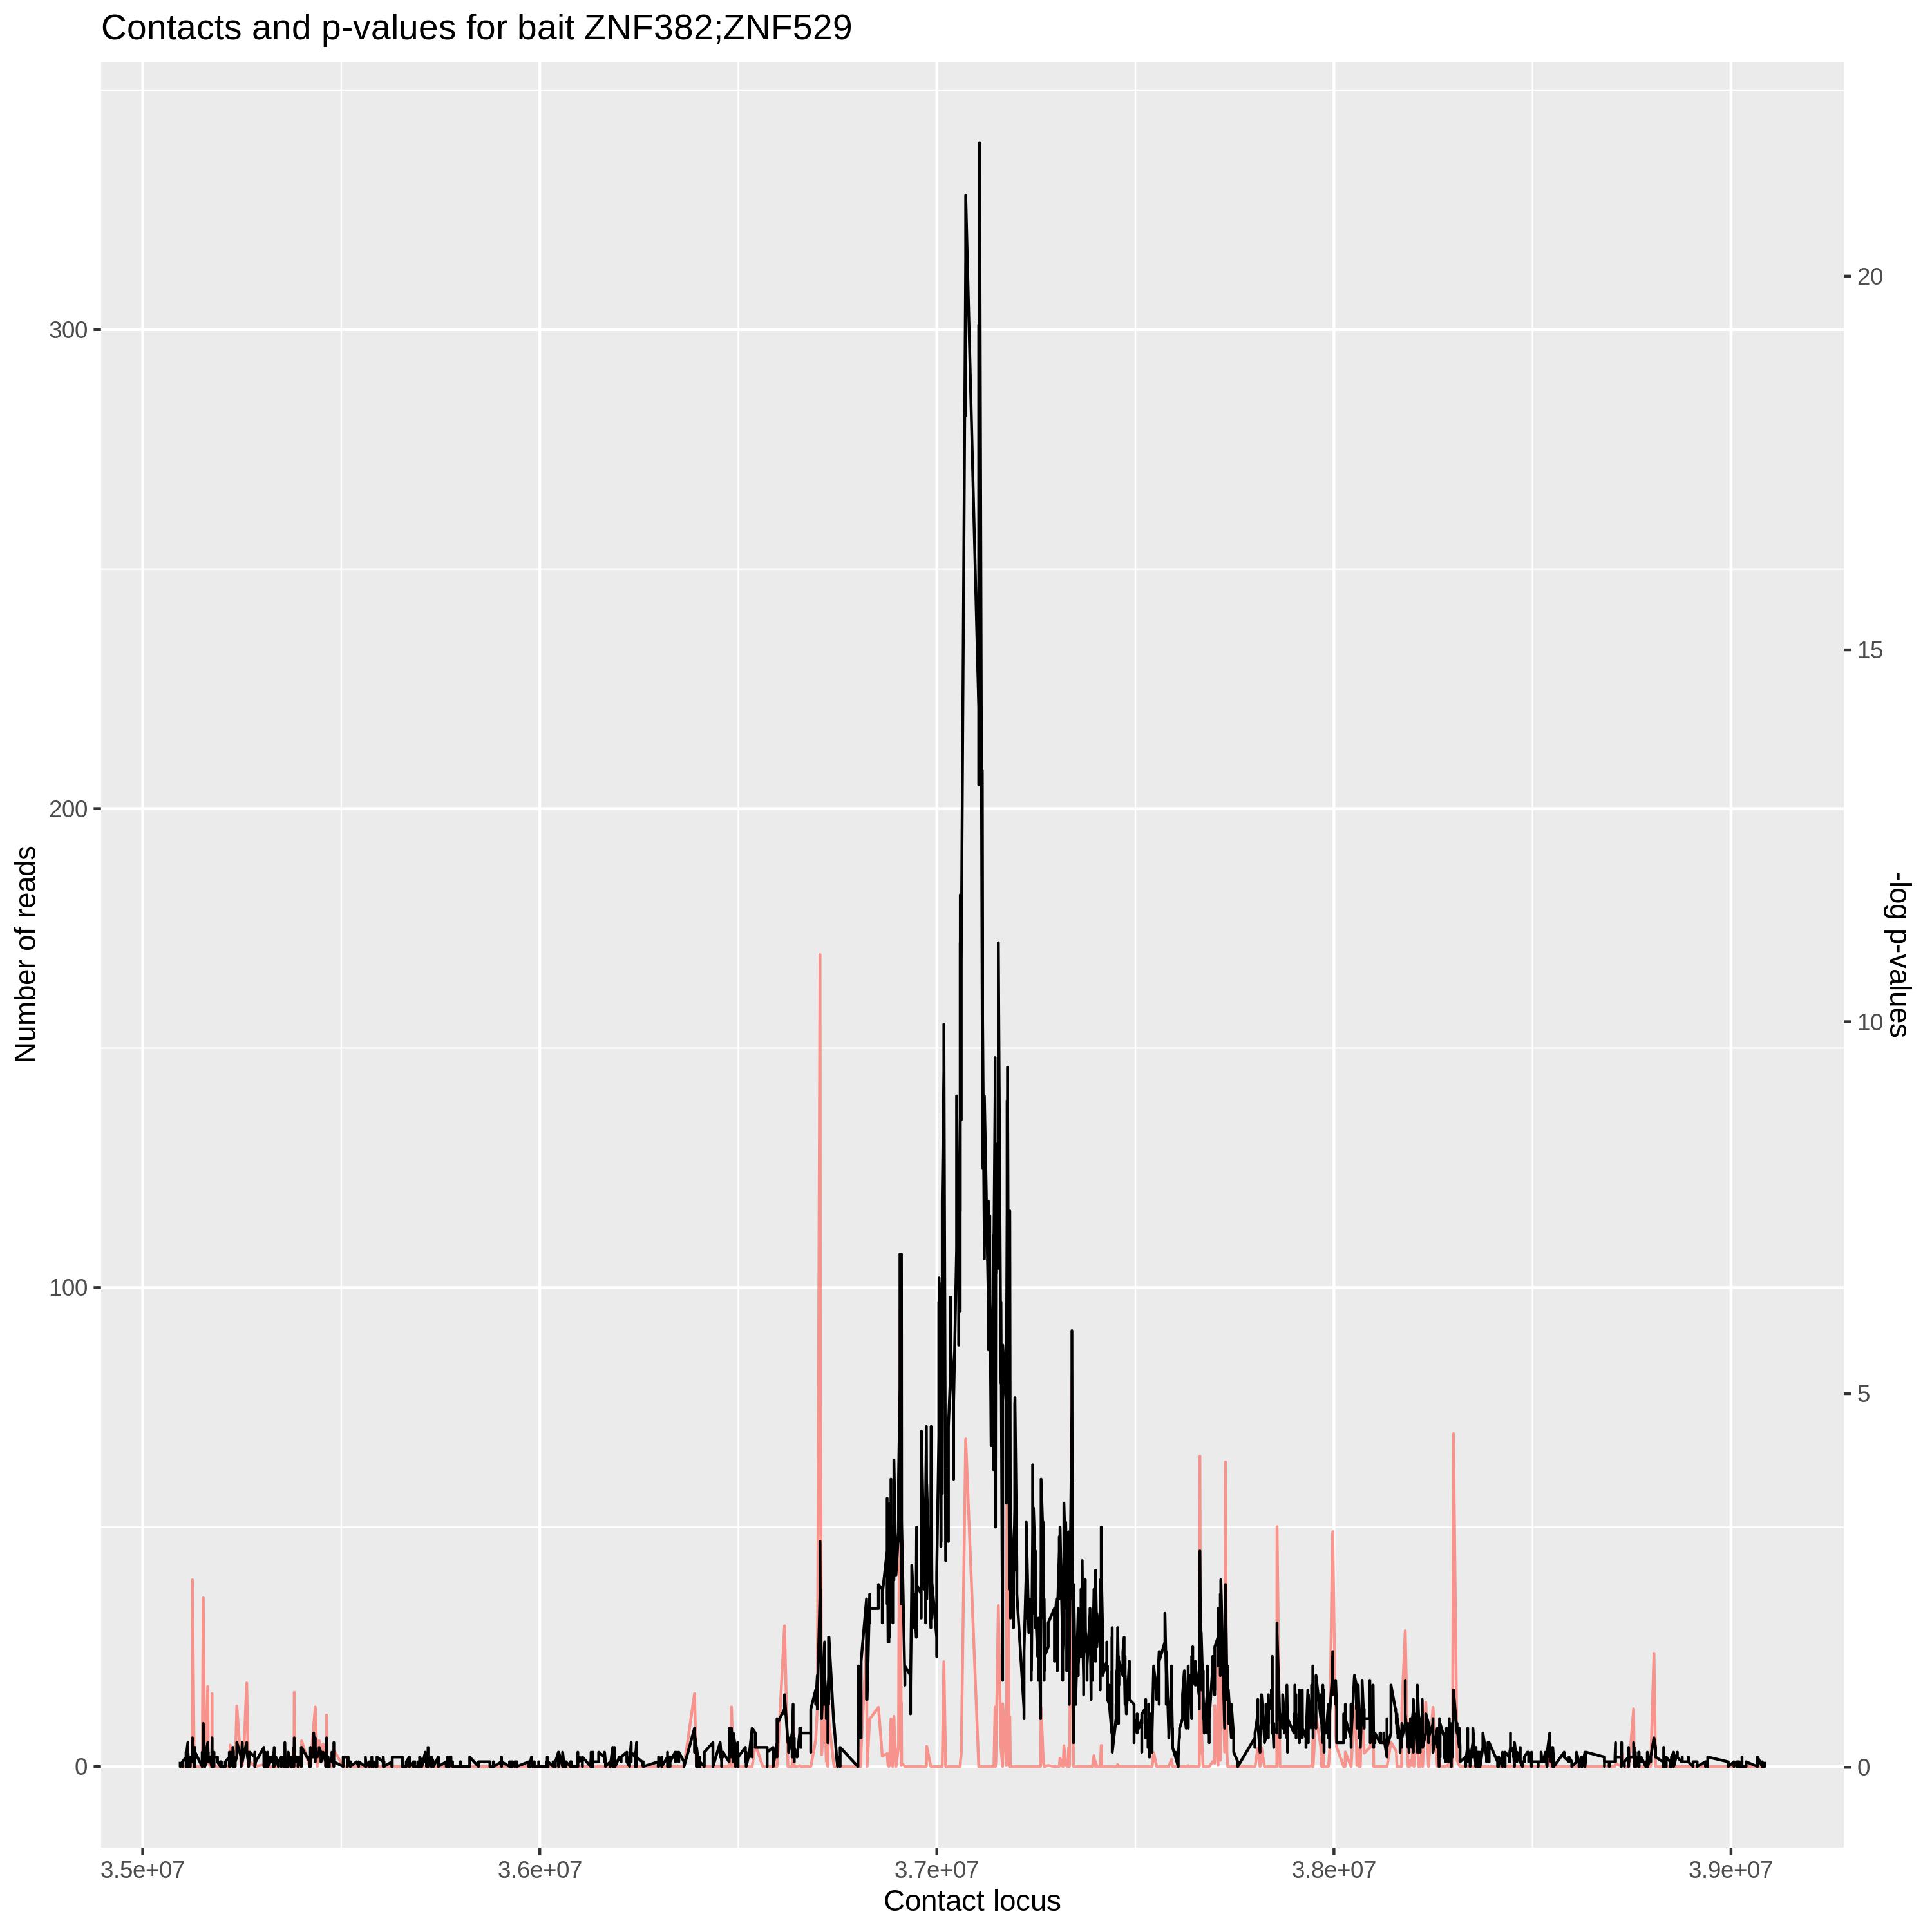 Contacts and p-values for bait ZNF382;ZNF529
300
200
100
0
Number of reads
20
15
10
5
0
-log p-values
3.5e+07 3.6e+07 3.7e+07 3.8e+07 3.9e+07
Contact locus